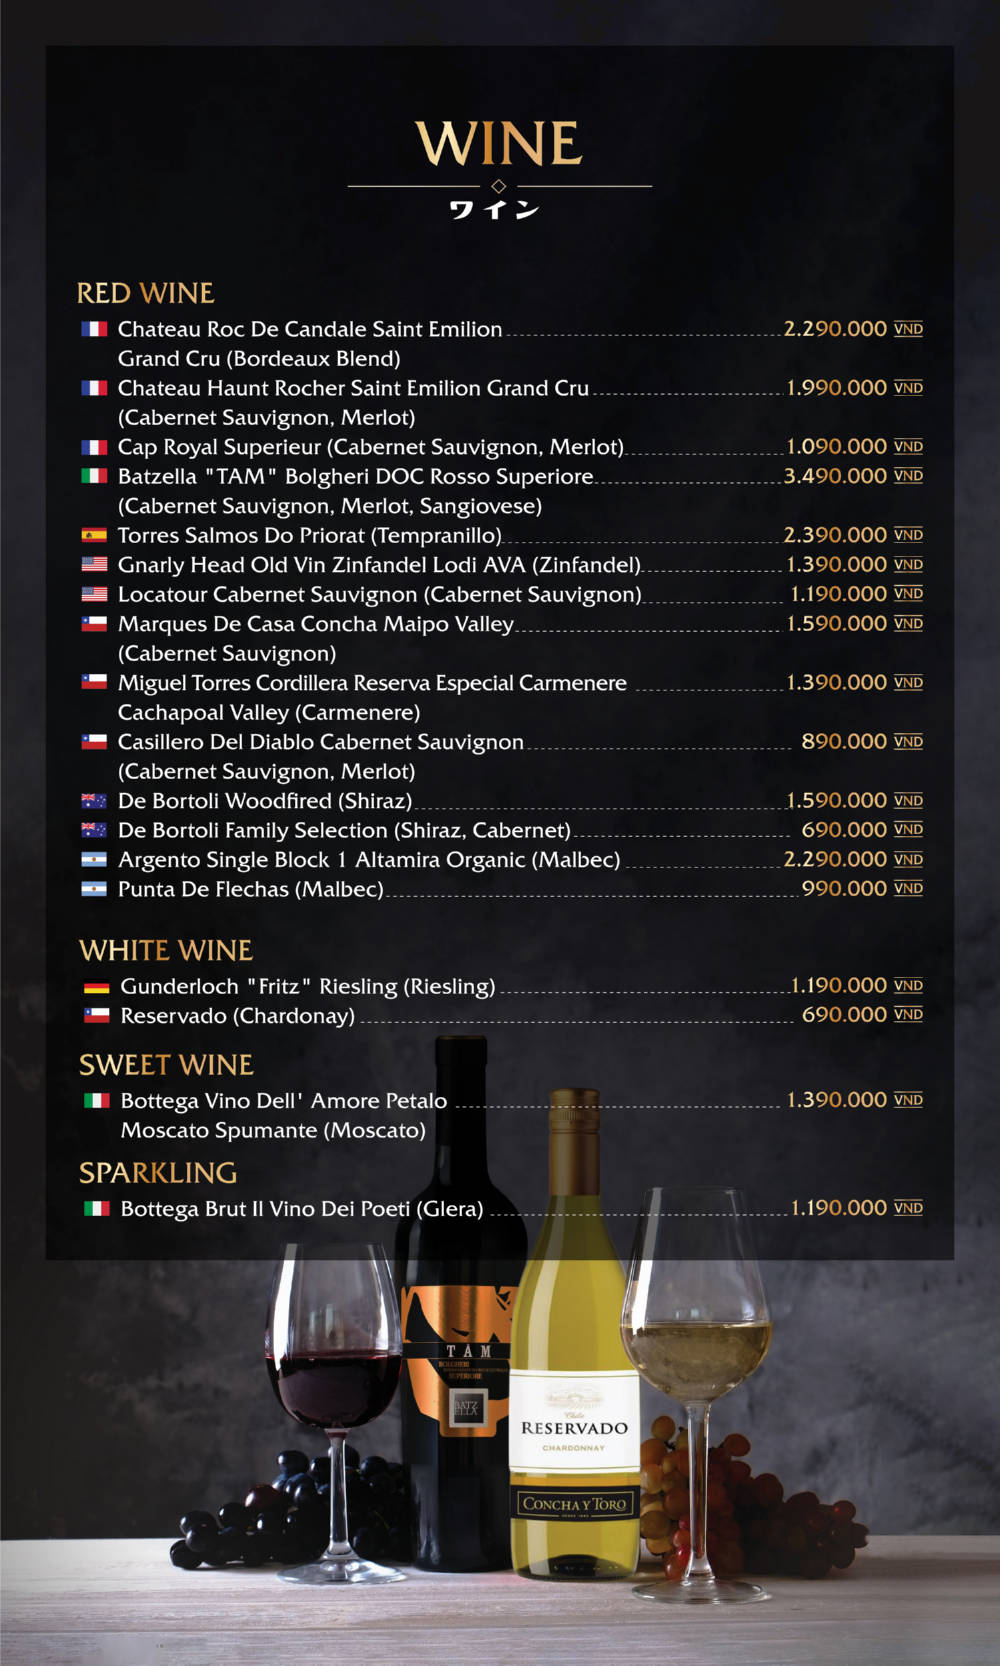 WINE
ワイン
RED WINE
Chateau Roc De Candale Saint Emilion 2.290.000 VND
Grand Cru (Bordeaux Blend)
Chateau Haunt Rocher Saint Emilion Grand Cru 1.990.000 VND
(Cabernet Sauvignon, Merlot)
Cap Royal Superieur (Cabernet Sauvignon, Merlot) 1.090.000 VND
Batzella "TAM" Bolgheri DOC Rosso Superiore 3.490.000 VND
(Cabernet Sauvignon, Merlot, Sangiovese)
Torres Salmos Do Priorat (Tempranillo) 2.390.000 VND
Gnarly Head Old Vin Zinfandel Lodi AVA (Zinfandel) 1.390.000 VND
Locatour Cabernet Sauvignon (Cabernet Sauvignon) 1.190.000 VND
Marques De Casa Concha Maipo Valley 1.590.000 VND
(Cabernet Sauvignon)
Miguel Torres Cordillera Reserva Especial Carmenere 1.390.000 VND
Cachapoal Valley (Carmenere)
Casillero Del Diablo Cabernet Sauvignon 890.000 VND
(Cabernet Sauvignon, Merlot)
De Bortoli Woodfired (Shiraz) 1.590.000 VND
De Bortoli Family Selection (Shiraz, Cabernet) 690.000 VND
Argento Single Block 1 Altamira Organic (Malbec) 2.290.000 VND
Punta De Flechas (Malbec) 990.000 VND
WHITE WINE
Gunderloch "Fritz" Riesling (Riesling) 1.190.000 VND
Reservado (Chardonay) 690.000 VND
SWEET WINE
Bottega Vino Dell' Amore Petalo 1.390.000 VND
Moscato Spumante (Moscato)
SPARKLING
Bottega Brut Il Vino Dei Poeti (Glera) 1.190.000 VND
TAM
BOLGHERI
SUPERIORE
BATZ
ELLA
Chile
RESERVADO
CHARDONNAY
CONCHA Y TORO